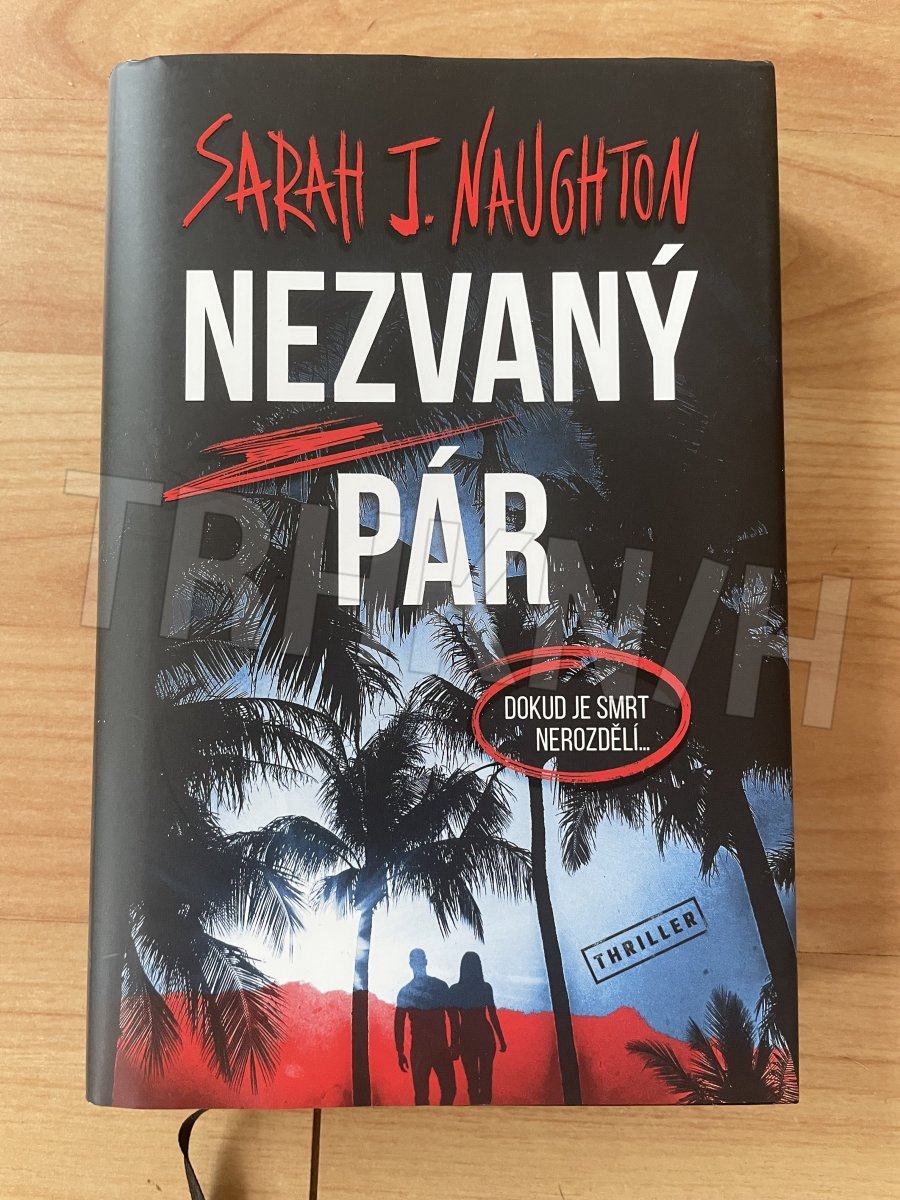 SARAH J. NAUGHTON
NEZVANÝ
PÁR
DOKUD JE SMRT
NEROZDĚLÍ...
THRILLER